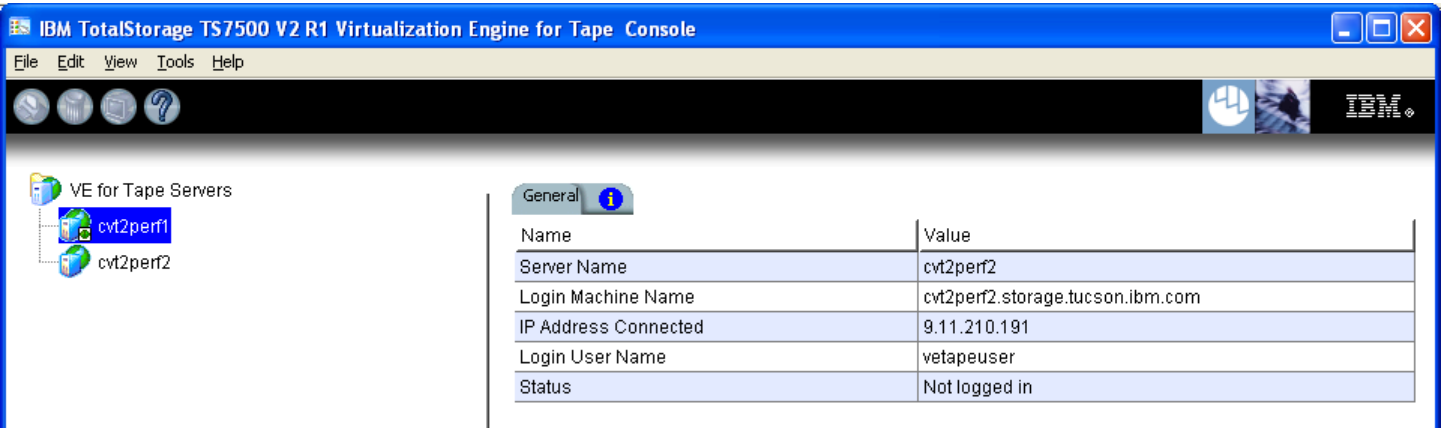 IBM TotalStorage TS7500 V2 R1 Virtualization Engine for Tape Console
File Edit View Tools Help
IBM
VE for Tape Servers
cvt2perf1
cvt2perf2
General
Name Value
Server Name cvt2perf2
Login Machine Name cvt2perf2.storage.tucson.ibm.com
IP Address Connected 9.11.210.191
Login User Name vetapeuser
Status Not logged in